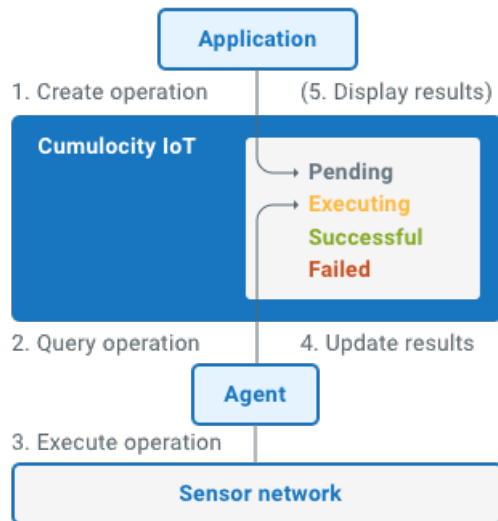 Application
1. Create operation
(5. Display results)
Cumulocity IoT
Pending
Executing
Successful
Failed
2. Query operation
4. Update results
Agent
3. Execute operation
Sensor network